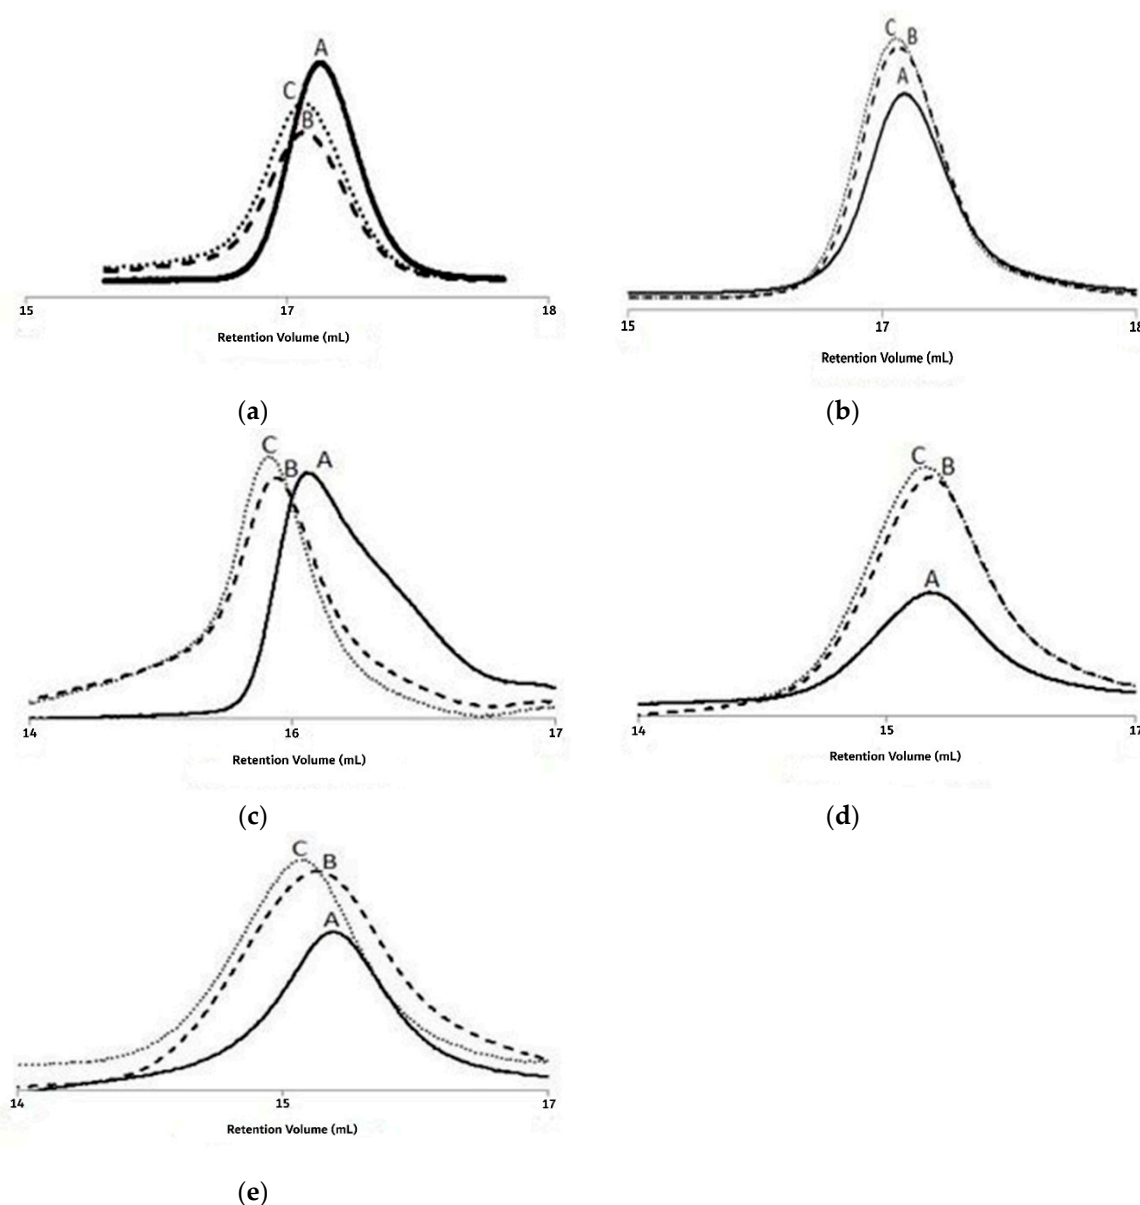 A
C
B
15 17 18
Retention Volume (mL)
(a)
C B
A
15 17 18
Retention Volume (mL)
(b)
C
B A
14 16 17
Retention Volume (mL)
(c)
C B
A
14 15 17
Retention Volume (mL)
(d)
C B
A
14 15 17
Retention Volume (mL)
(e)